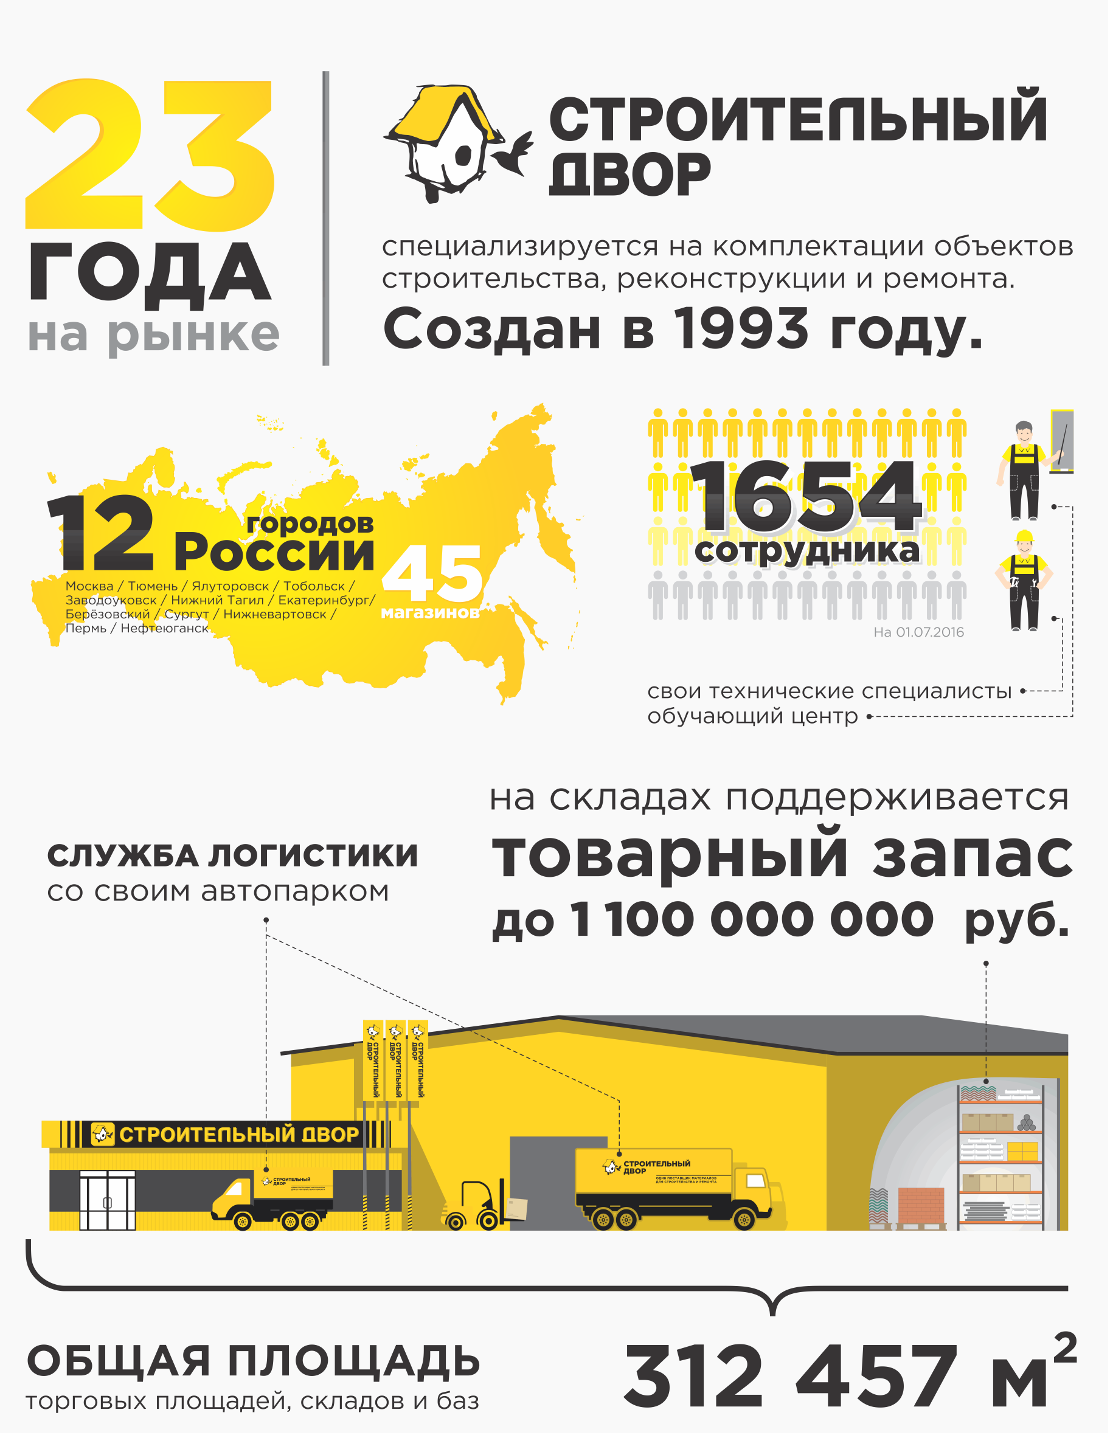 23
ГОДА
на рынке
СТРОИТЕЛЬНЫЙ
ДВОР
специализируется на комплектации объектов
строительства, реконструкции и ремонта.
Создан в 1993 году.
12
городов
России
Москва / Тюмень / Ялуторовск / Тобольск /
Заводоуковск / Нижний Тагил / Екатеринбург/
Берёзовский / Сургут / Нижневартовск /
Пермь / Нефтеюганск
45
магазинов
1654
сотрудника
На 01.07.2016
свои технические специалисты
обучающий центр
на складах поддерживается
товарный запас
до 1 100 000 000 руб.
СЛУЖБА ЛОГИСТИКИ
со своим автопарком
СТРОИТЕЛЬНЫЙ ДВОР
СТРОИТЕЛЬНЫЙ ДВОР
СТРОИТЕЛЬНЫЙ ДВОР
СТРОИТЕЛЬНЫЙ ДВОР
СТРОИТЕЛЬНЫЙ
ДВОР
СТРОИТЕЛЬНЫЙ
ДВОР
ОБЩАЯ ПЛОЩАДЬ
торговых площадей, складов и баз
312 457 м²